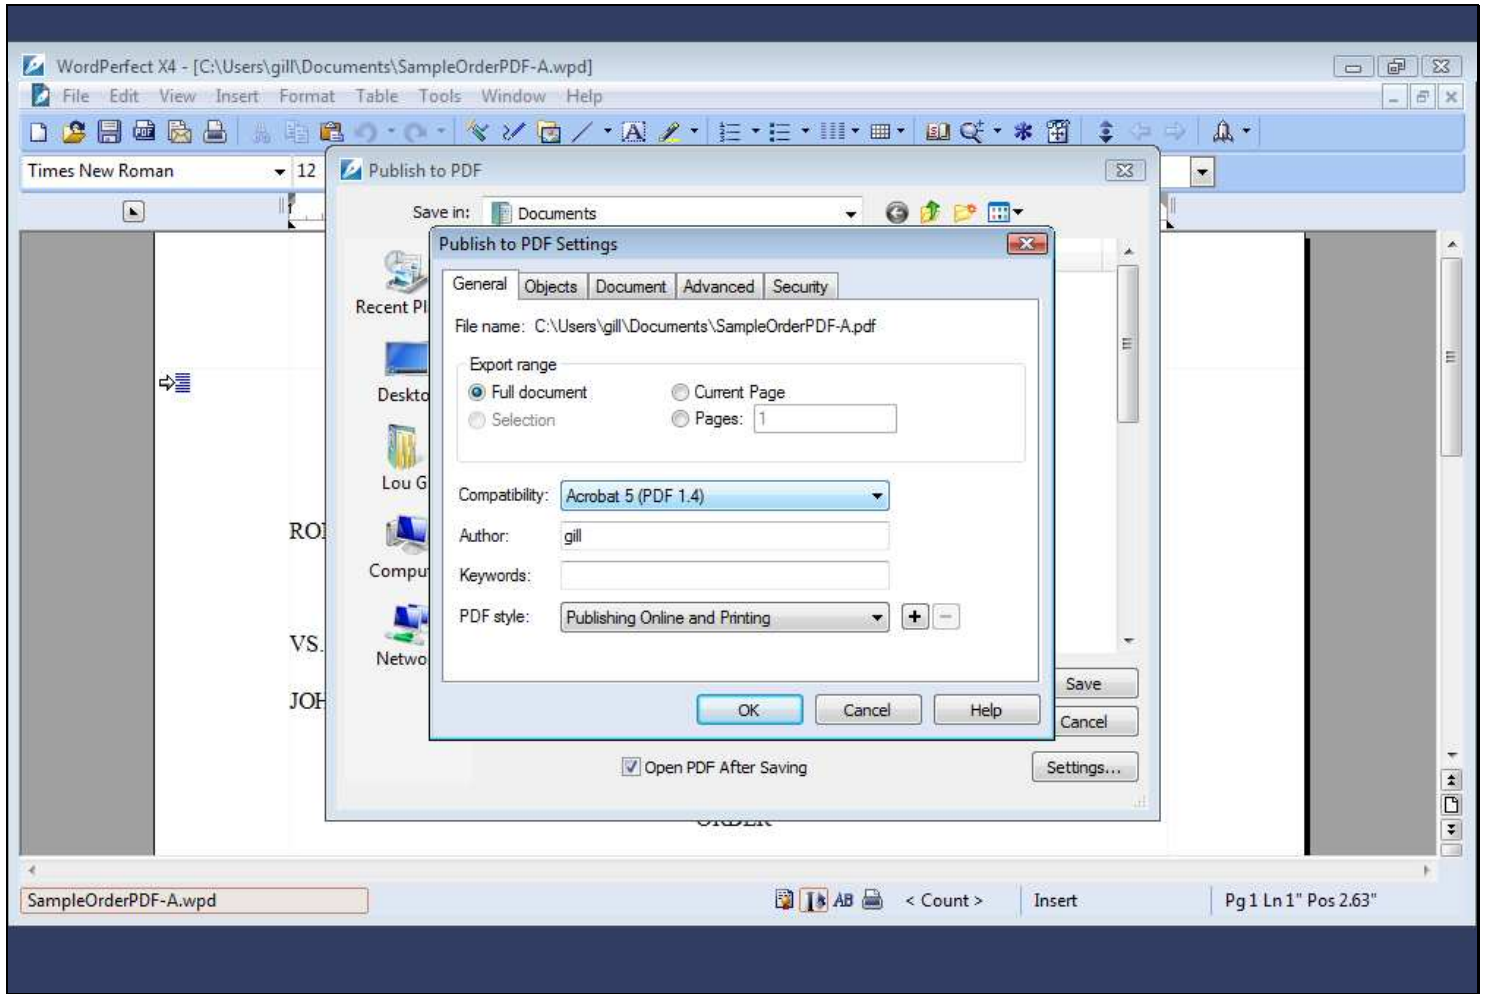 WordPerfect X4 - [C:\Users\gill\Documents\SampleOrderPDF-A.wpd]
File Edit View Insert Format Table Tools Window Help
Times New Roman 12
Publish to PDF
Save in: Documents
Publish to PDF Settings
General Objects Document Advanced Security
Recent Pl
File name: C:\Users\gill\Documents\SampleOrderPDF-A.pdf
Export range
Full document Current Page
Deskto
Selection Pages: 1
Lou G
Compatibility: Acrobat 5 (PDF 1.4)
Author: gill
Compu
Keywords:
PDF style: Publishing Online and Printing
VS.
Netwo
Save
OK Cancel Help
Cancel
Open PDF After Saving Settings...
SampleOrderPDF-A.wpd AB < Count > Insert Pg 1 Ln 1" Pos 2.63"